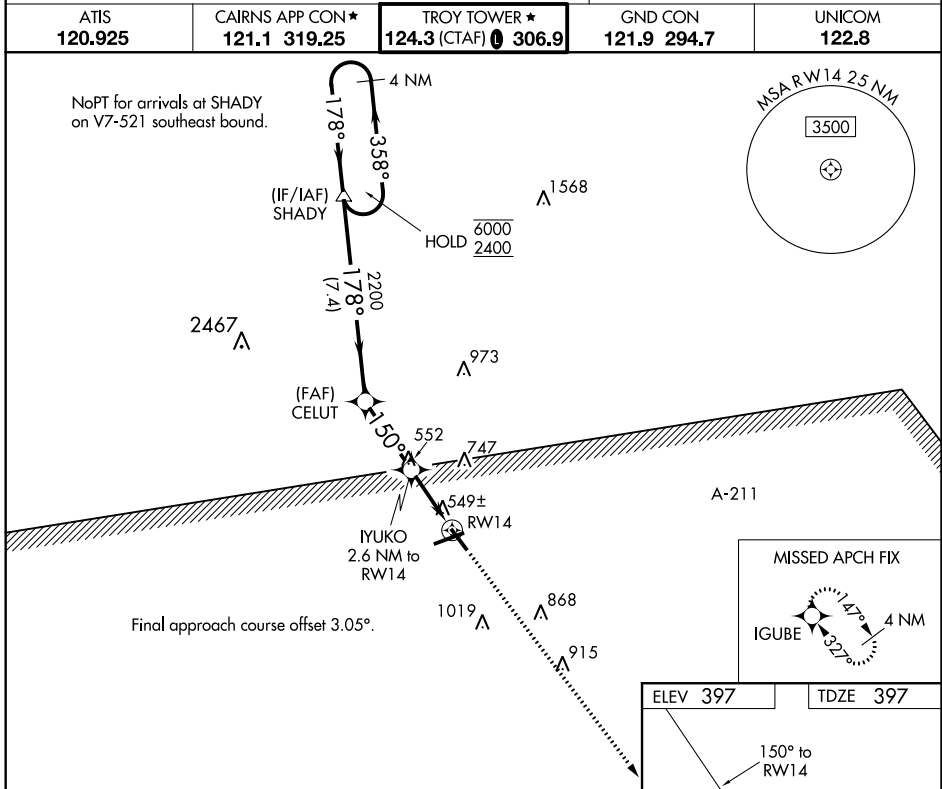 ATIS
120.925
CAIRNS APP CON★
121.1 319.25
TROY TOWER ★
124.3 (CTAF) L 306.9
GND CON
121.9 294.7
UNICOM
122.8
NoPT for arrivals at SHADY
on V7-521 southeast bound.
4 NM
178°
358°
(IF/IAF)
SHADY
HOLD 6000
2400
1568
MSA RW14 25 NM
3500
2200
178°
(7.4)
2467
973
(FAF)
CELUT
150°
552
747
A-211
549±
RW14
IYUKO
2.6 NM to
RW14
MISSED APCH FIX
147°
4 NM
IGUBE
327°
1019
868
915
Final approach course offset 3.05°.
ELEV 397
TDZE 397
150° to
RW14